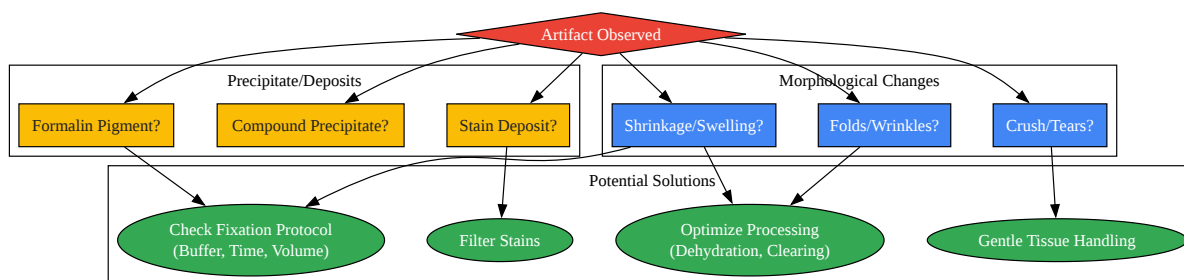 Artifact Observed
Precipitate/Deposits
Morphological Changes
Formalin Pigment?
Compound Precipitate?
Stain Deposit?
Shrinkage/Swelling?
Folds/Wrinkles?
Crush/Tears?
Potential Solutions
Check Fixation Protocol
(Buffer, Time, Volume)
Filter Stains
Optimize Processing
(Dehydration, Clearing)
Gentle Tissue Handling